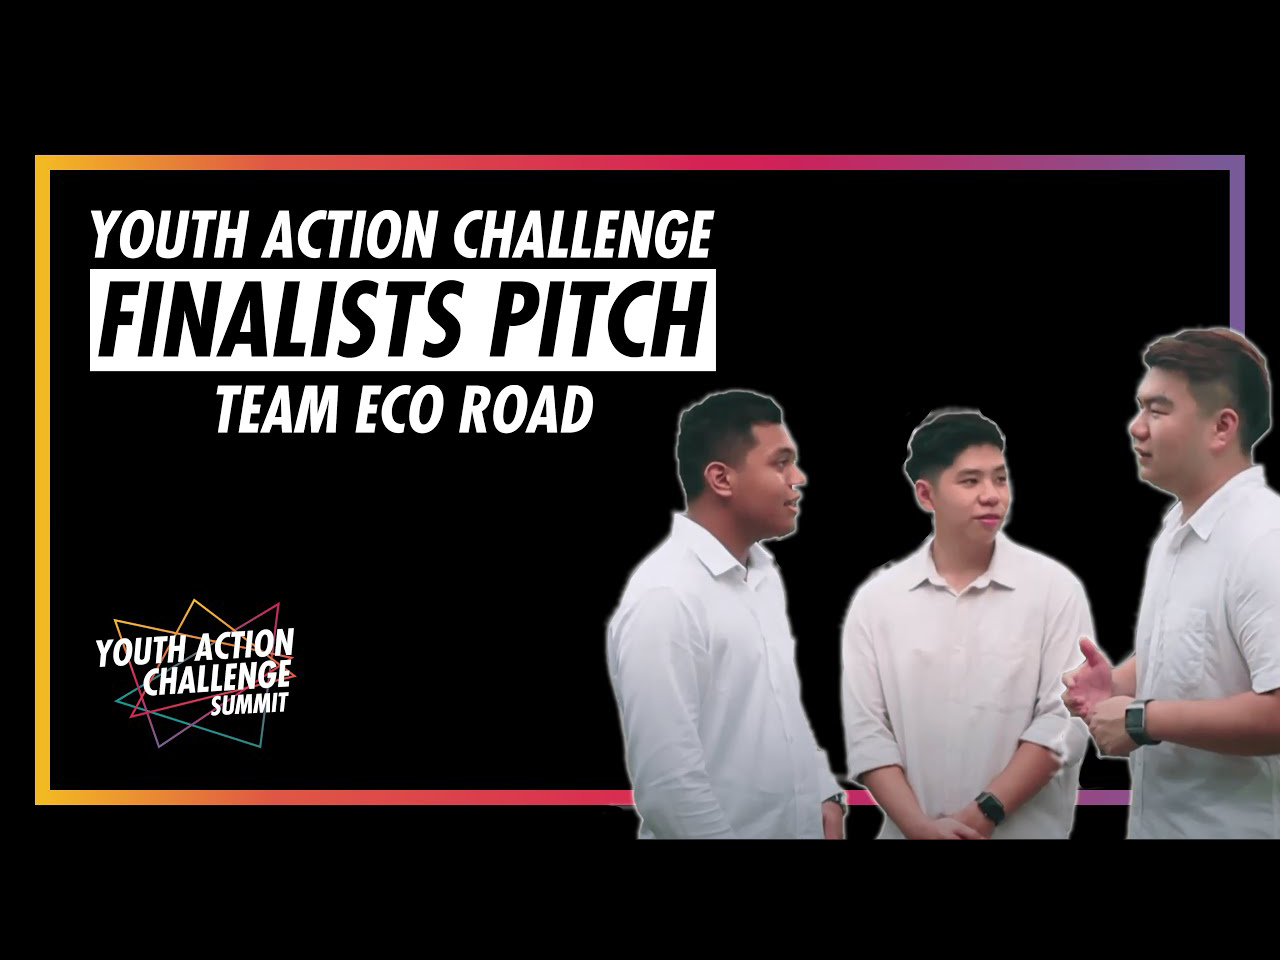 YOUTH ACTION CHALLENGE
FINALISTS PITCH
TEAM ECO ROAD
YOUTH ACTION
CHALLENGE
SUMMIT